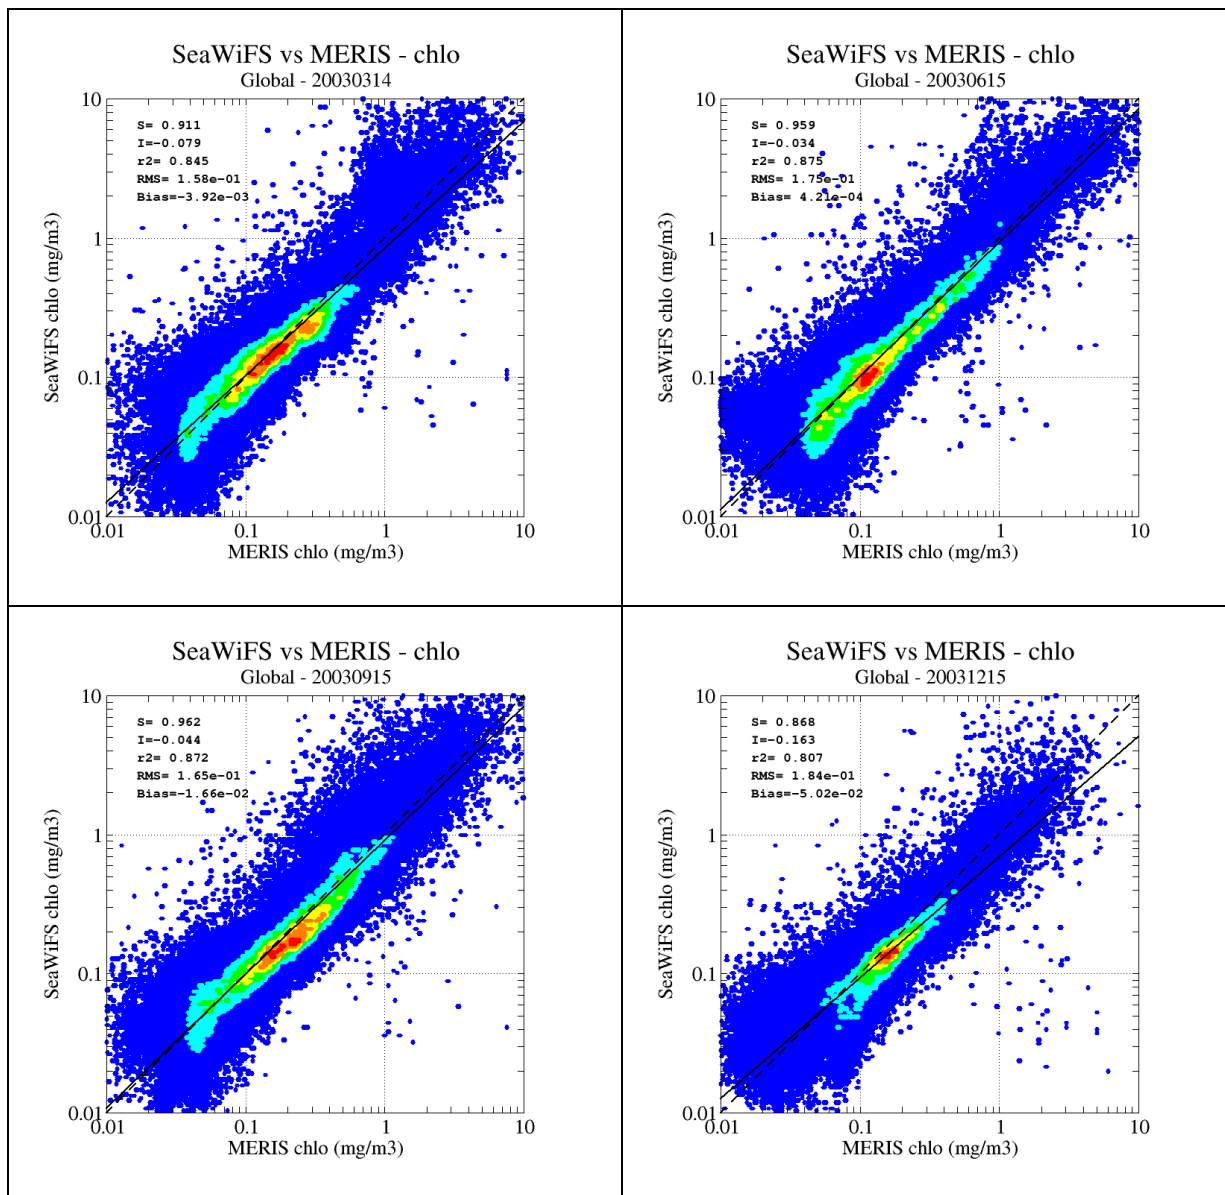 SeaWiFS vs MERIS - chlo
Global - 20030314
10
S= 0.911
I=-0.079
r2= 0.845
RMS= 1.58e-01
Bias=-3.92e-03
1
0.1
0.01
SeaWiFS chlo (mg/m3)
0.01 0.1 1 10
MERIS chlo (mg/m3)
SeaWiFS vs MERIS - chlo
Global - 20030615
10
S= 0.959
I=-0.034
r2= 0.875
RMS= 1.75e-01
Bias= 4.21e-04
1
0.1
0.01
SeaWiFS chlo (mg/m3)
0.01 0.1 1 10
MERIS chlo (mg/m3)
SeaWiFS vs MERIS - chlo
Global - 20030915
10
S= 0.962
I=-0.044
r2= 0.872
RMS= 1.65e-01
Bias=-1.66e-02
1
0.1
0.01
SeaWiFS chlo (mg/m3)
0.01 0.1 1 10
MERIS chlo (mg/m3)
SeaWiFS vs MERIS - chlo
Global - 20031215
10
S= 0.868
I=-0.163
r2= 0.807
RMS= 1.84e-01
Bias=-5.02e-02
1
0.1
0.01
SeaWiFS chlo (mg/m3)
0.01 0.1 1 10
MERIS chlo (mg/m3)